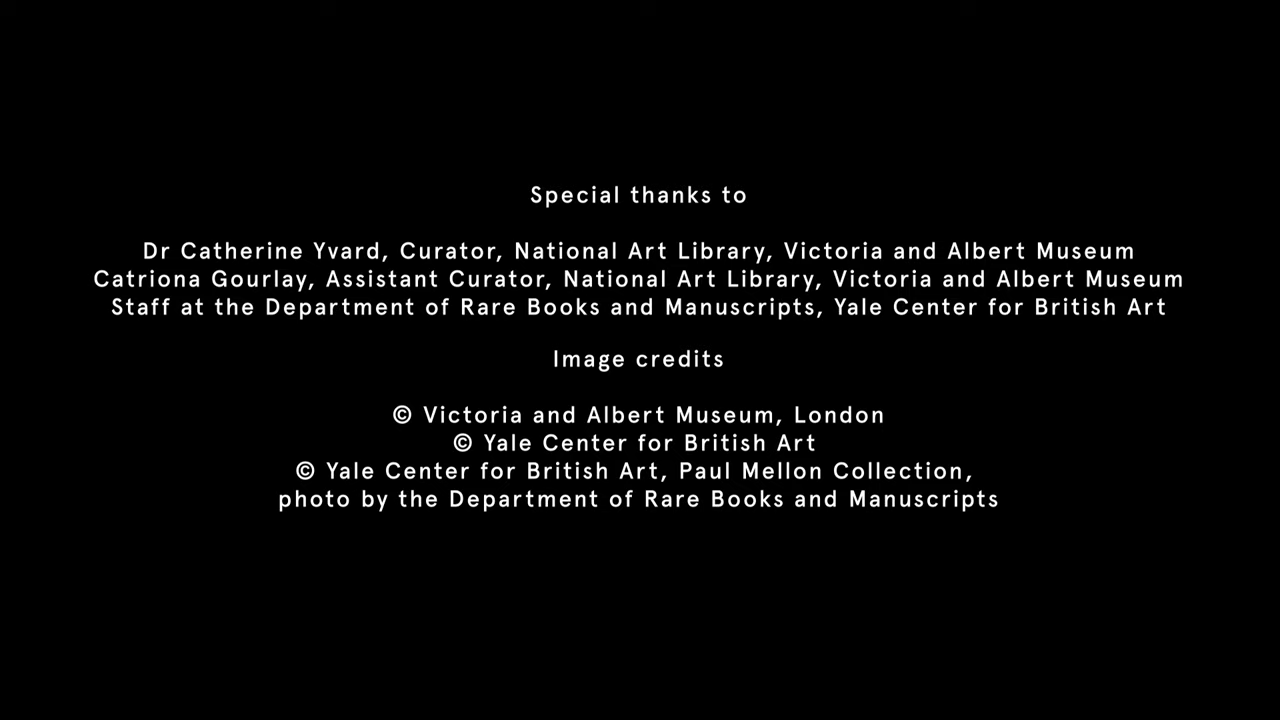 Special thanks to
Dr Catherine Yvard, Curator, National Art Library, Victoria and Albert Museum
Catriona Gourlay, Assistant Curator, National Art Library, Victoria and Albert Museum
Staff at the Department of Rare Books and Manuscripts, Yale Center for British Art
Image credits
© Victoria and Albert Museum, London
© Yale Center for British Art
© Yale Center for British Art, Paul Mellon Collection,
photo by the Department of Rare Books and Manuscripts